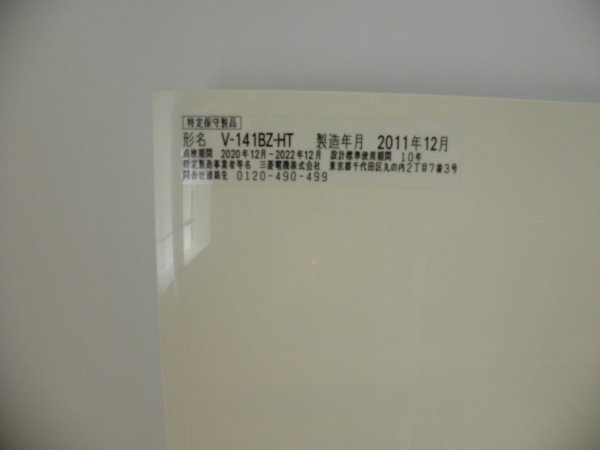 特定保守製品
形名 V-141BZ-HT 製造年月 2011年12月
点検期間 2020年12月～2022年12月 設計標準使用期間 10年
特定製造事業者等名 三菱電機株式会社 東京都千代田区丸の内2丁目7番3号
問合せ連絡先 0120-490-499